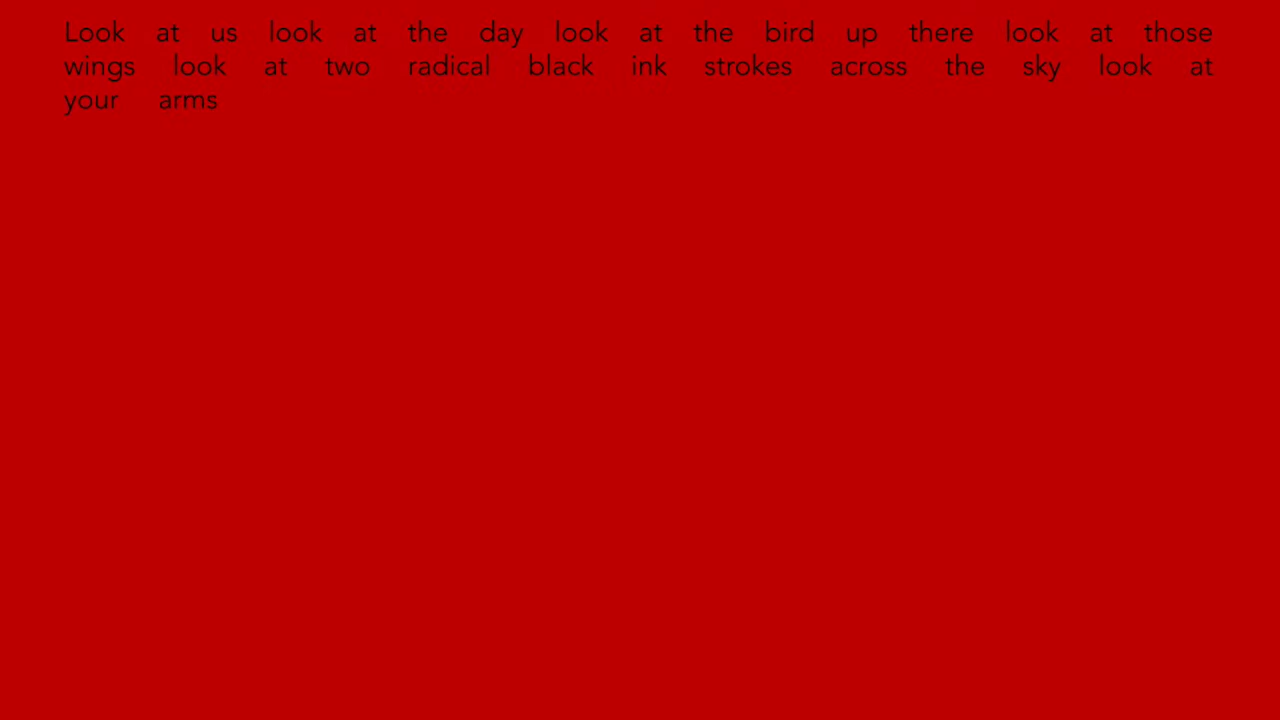 Look at us look at the day look at the bird up there look at those
wings look at two radical black ink strokes across the sky look at
your arms